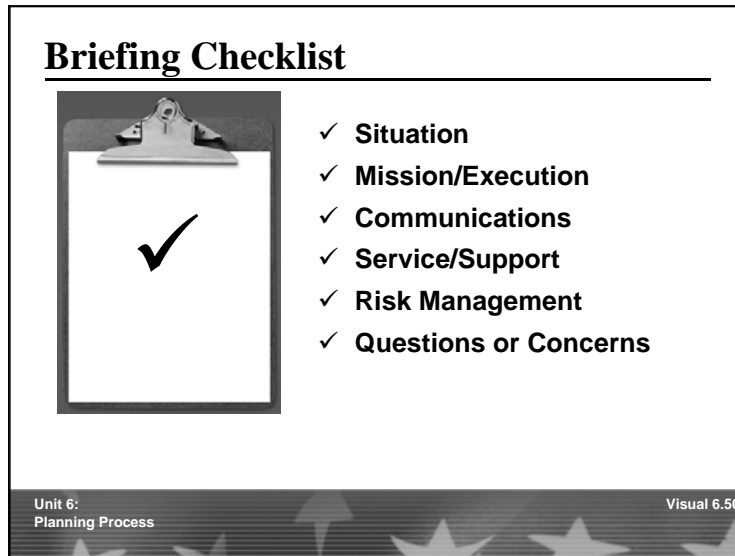 Briefing Checklist
✓ Situation
✓ Mission/Execution
✓ Communications
✓ Service/Support
✓ Risk Management
✓ Questions or Concerns
Unit 6:
Planning Process
Visual 6.50